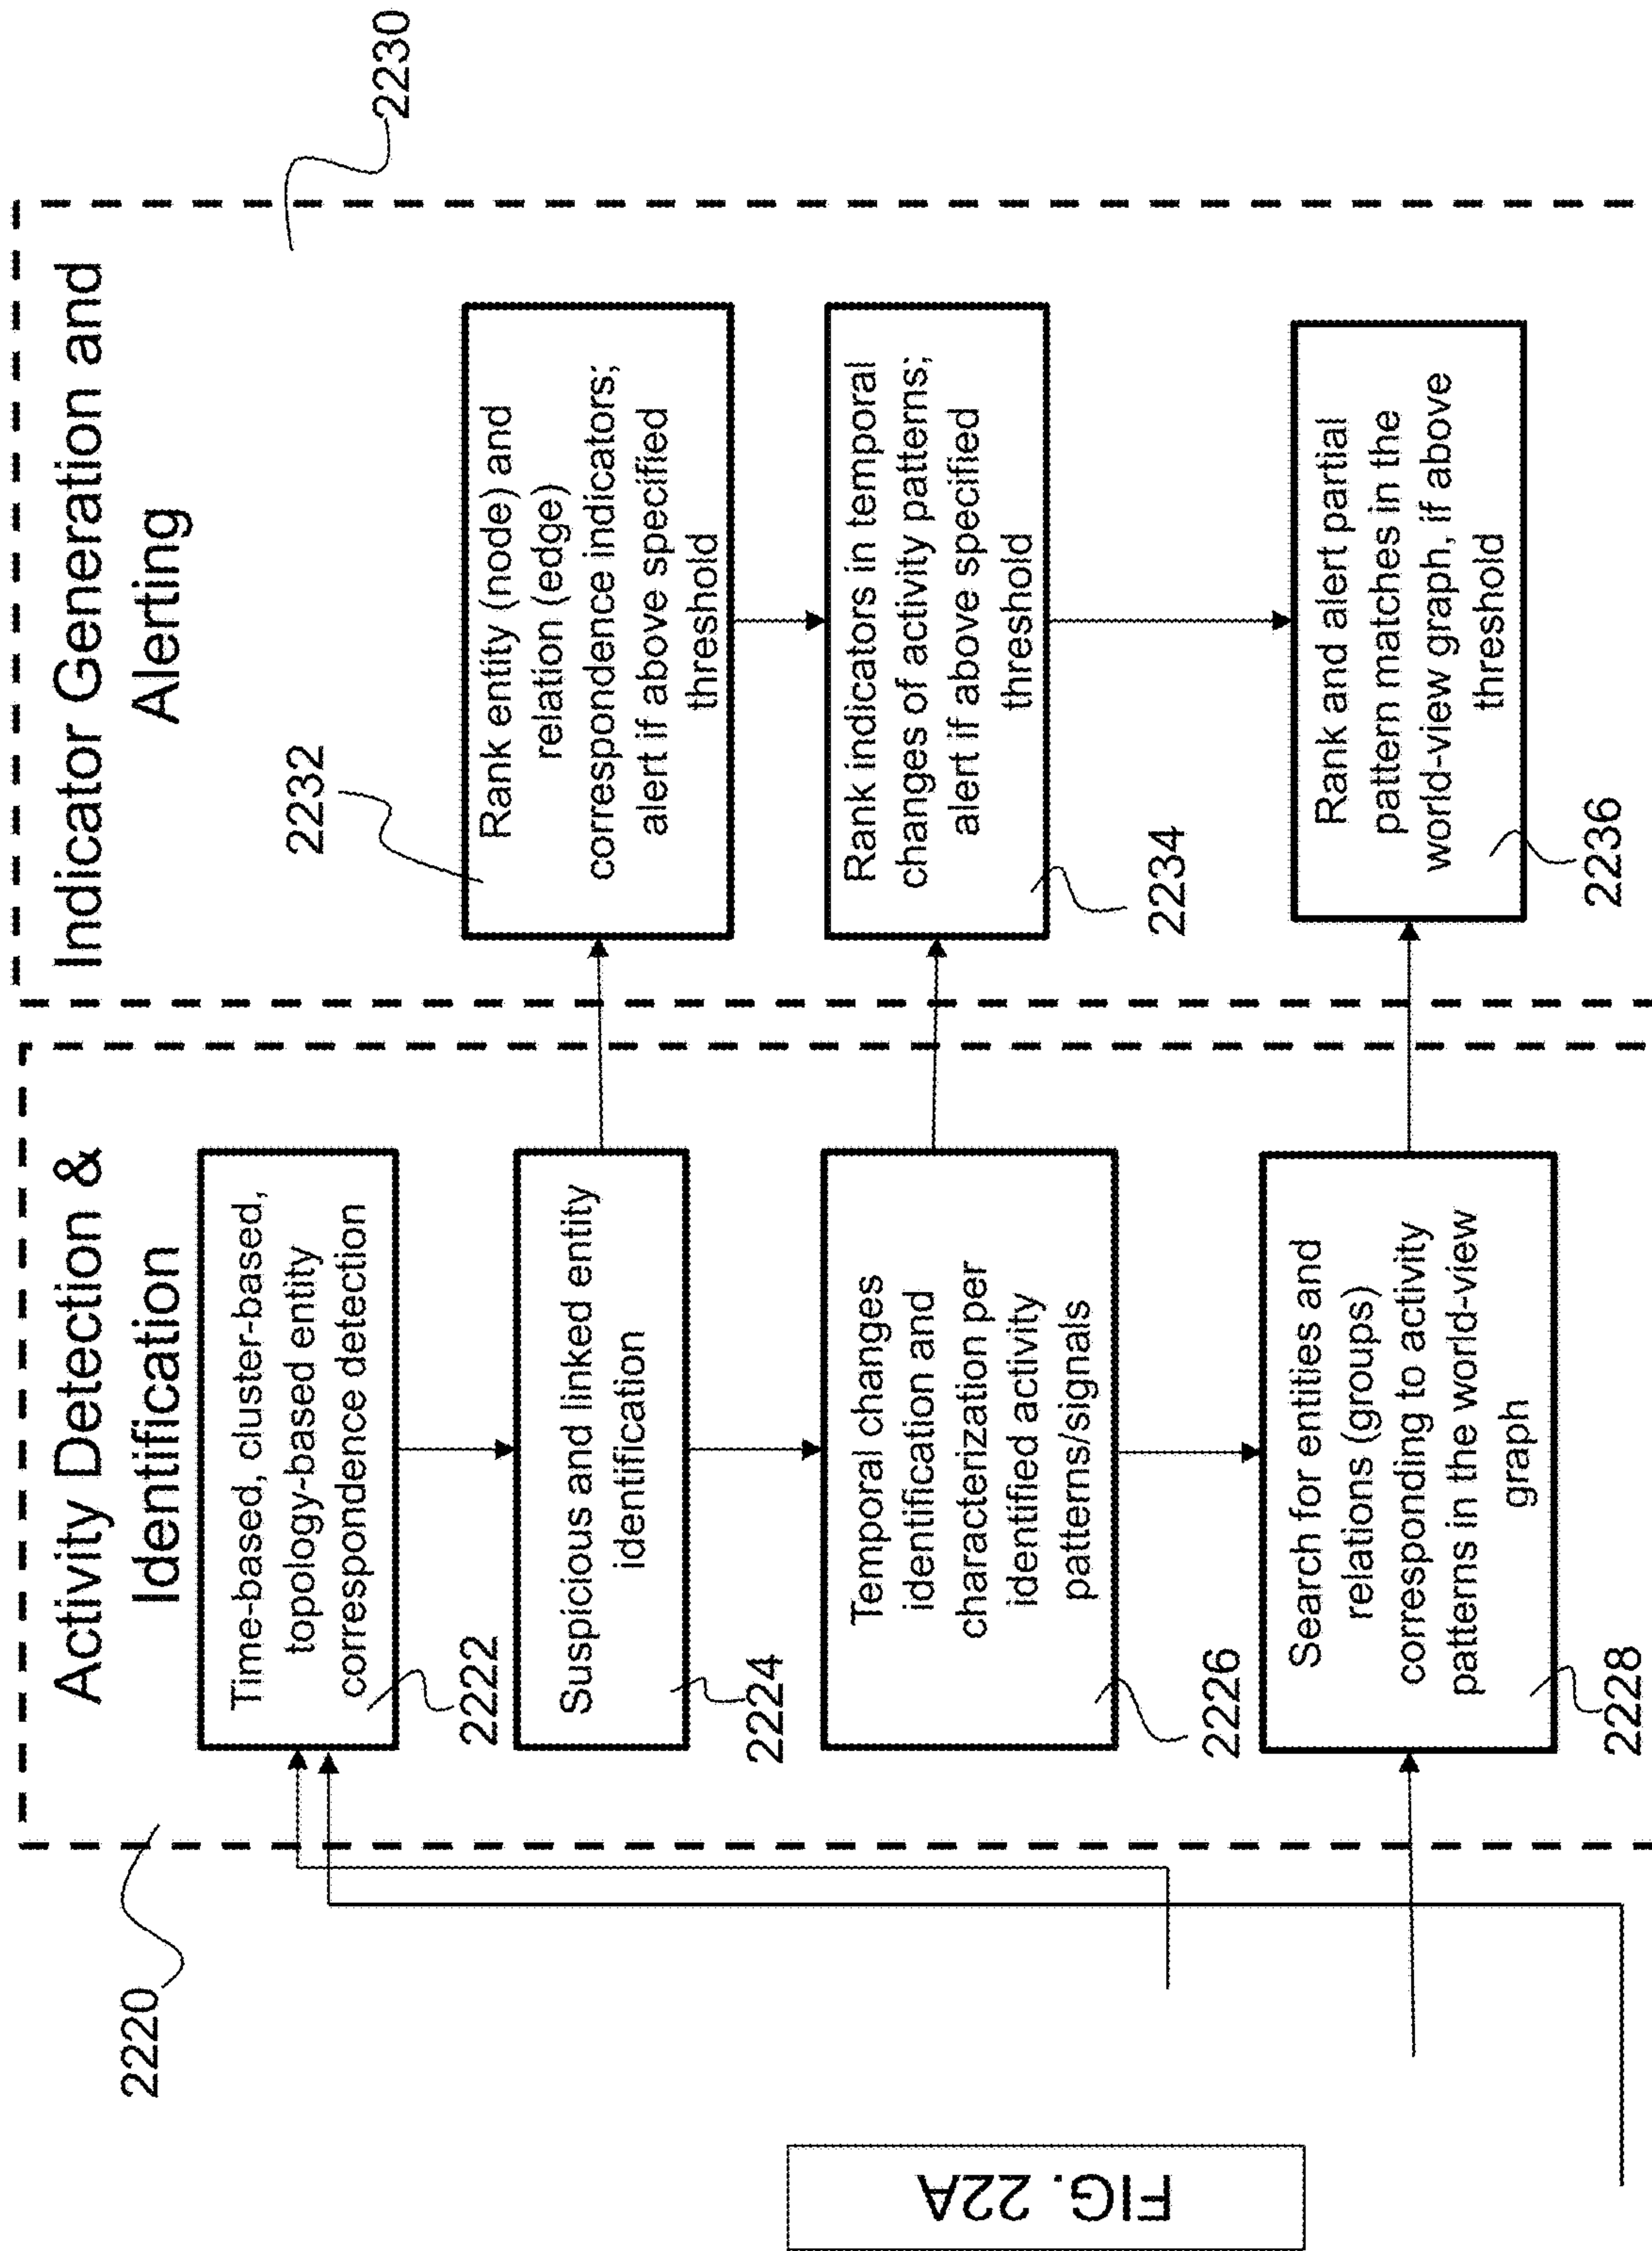 2220
Activity Detection &
Identification
Time-based, cluster-based,
topology-based entity
correspondence detection
2222
Suspicious and linked entity
identification
2224
Temporal changes
identification and
characterization per
identified activity
patterns/signals
2226
Search for entities and
relations (groups)
corresponding to activity
patterns in the world-view
graph
2228
Indicator Generation and
Alerting
2230
2232
Rank entity (node) and
relation (edge)
correspondence indicators;
alert if above specified
threshold
Rank indicators in temporal
changes of activity patterns;
alert if above specified
threshold
2234
Rank and alert partial
pattern matches in the
world-view graph, if above
threshold
2236
FIG. 22A